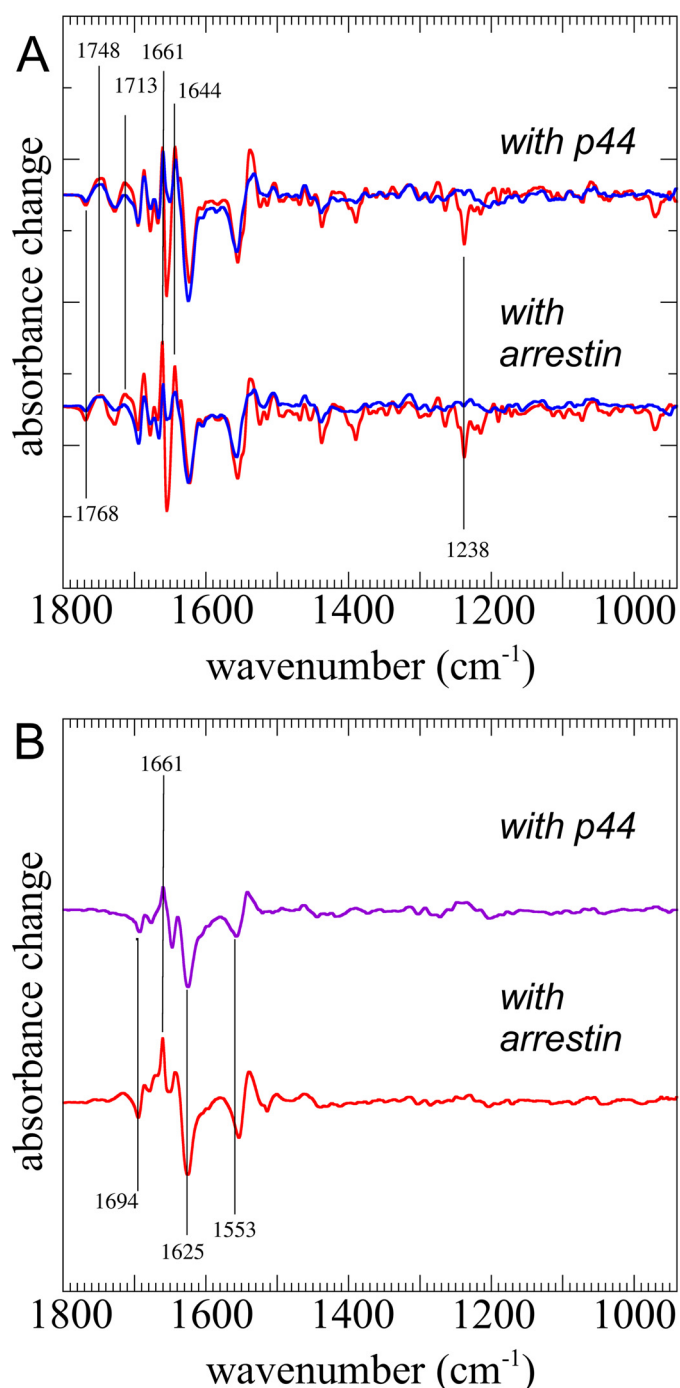 A
1748
1661
1713
1644
with p44
with
arrestin
1768
1238
absorbance change
1800 1600 1400 1200 1000
wavenumber (cm-1)
B
1661
with p44
with
arrestin
1694
1553
1625
absorbance change
1800 1600 1400 1200 1000
wavenumber (cm-1)